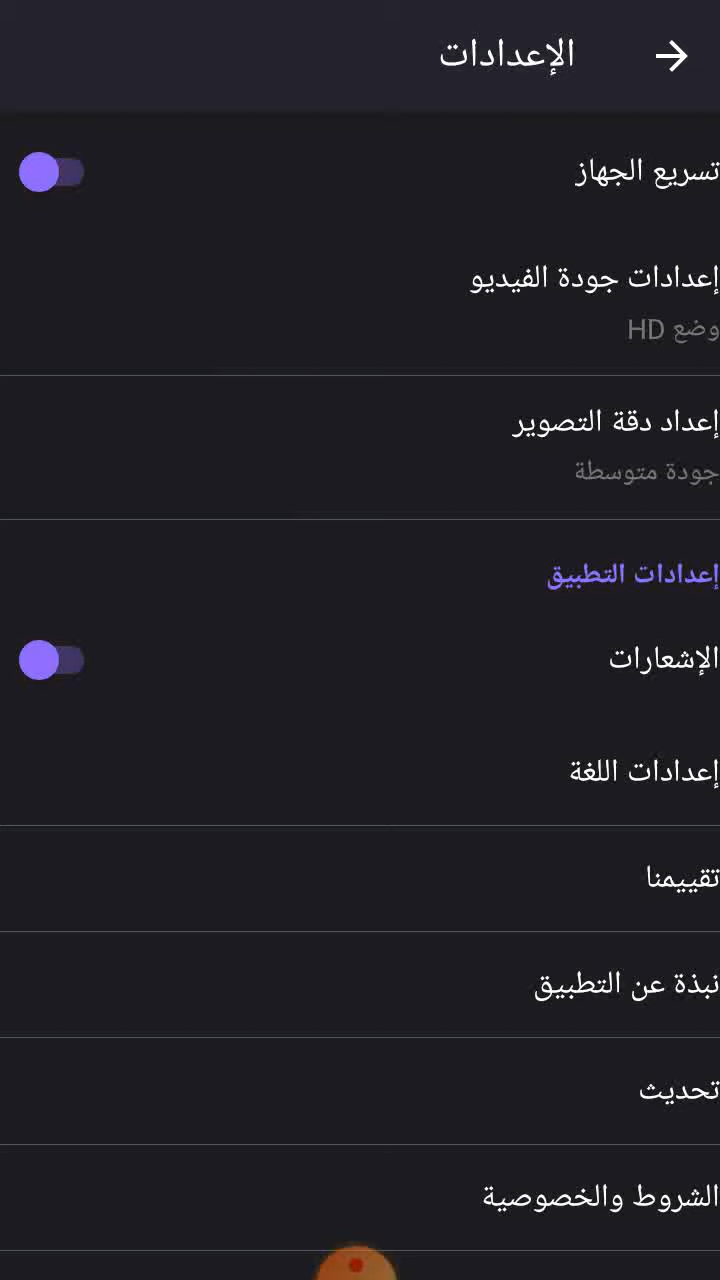 الإعدادات
تسريع الجهاز
إعدادات جودة الفيديو
وضع HD
إعداد دقة التصوير
جودة متوسطة
إعدادات التطبيق
الإشعارات
إعدادات اللغة
تقييمنا
نبذة عن التطبيق
تحديث
الشروط والخصوصية